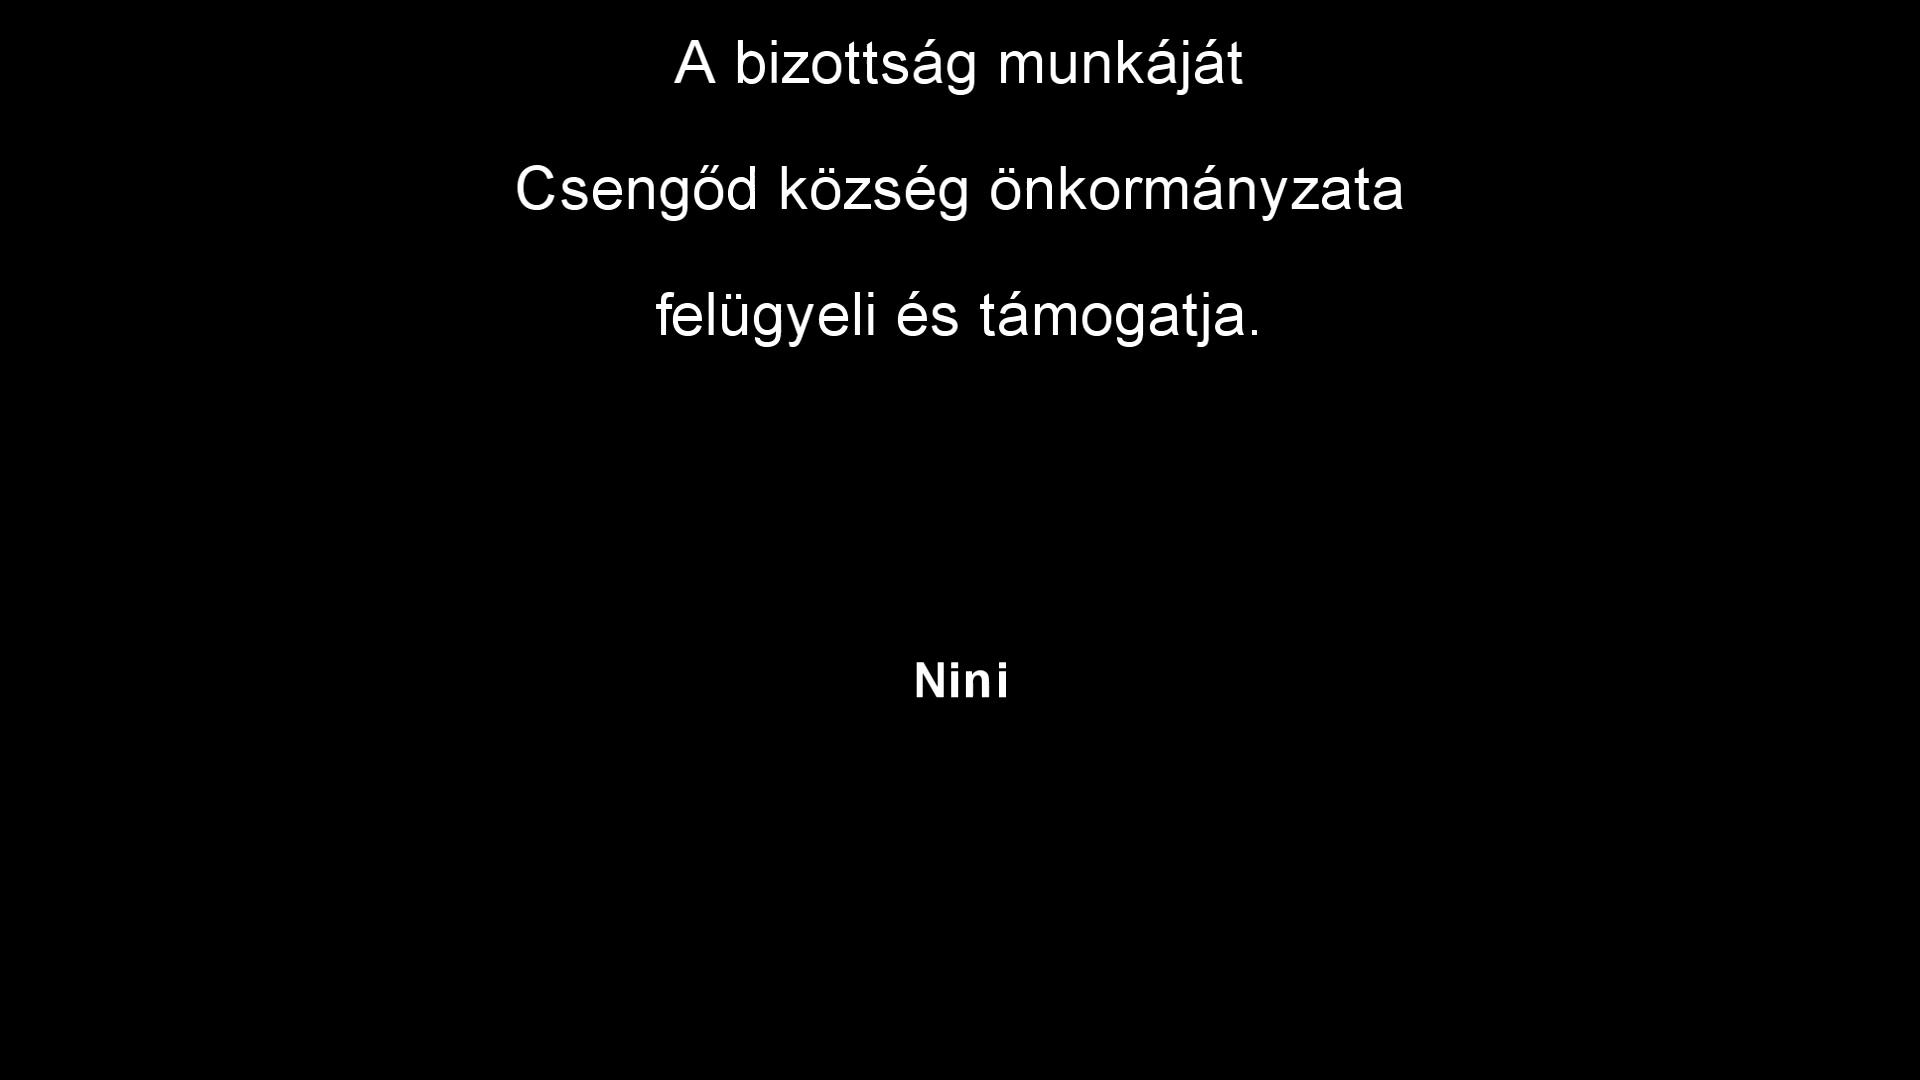 A bizottság munkáját
Csengőd község önkormányzata
felügyeli és támogatja.
Nini